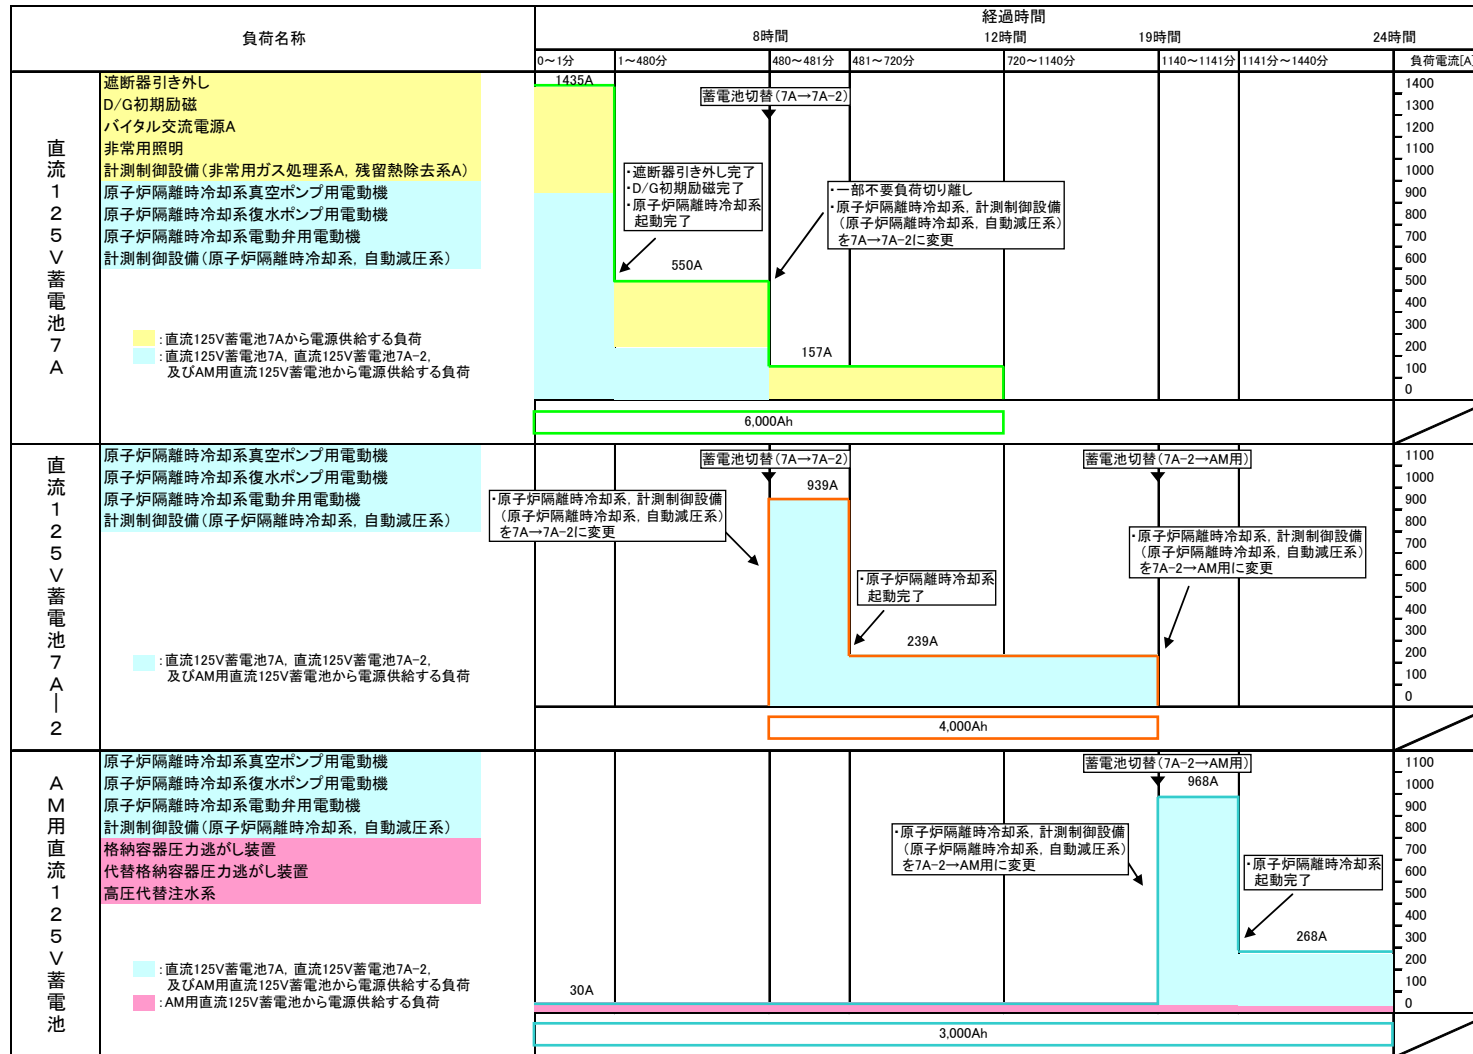 負荷名称
経過時間
8時間
12時間
19時間
24時間
0～1分
1～480分
480～481分
481～720分
720～1140分
1140～1141分
1141分～1440分
負荷電流[A]
直流125V蓄電池7A
遮断器引き外し
D/G初期励磁
バイタル交流電源A
非常用照明
計測制御設備(非常用ガス処理系A, 残留熱除去系A)
原子炉隔離時冷却系真空ポンプ用電動機
原子炉隔離時冷却系復水ポンプ用電動機
原子炉隔離時冷却系電動弁用電動機
計測制御設備(原子炉隔離時冷却系, 自動減圧系)
:直流125V蓄電池7Aから電源供給する負荷
:直流125V蓄電池7A, 直流125V蓄電池7A-2,
及びAM用直流125V蓄電池から電源供給する負荷
1435A
蓄電池切替(7A→7A-2)
・遮断器引き外し完了
・D/G初期励磁完了
・原子炉隔離時冷却系
起動完了
・一部不要負荷切り離し
・原子炉隔離時冷却系, 計測制御設備
(原子炉隔離時冷却系, 自動減圧系)
を7A→7A-2に変更
550A
157A
6,000Ah
1400
1300
1200
1100
1000
900
800
700
600
500
400
300
200
100
0
直流125V蓄電池7A―2
原子炉隔離時冷却系真空ポンプ用電動機
原子炉隔離時冷却系復水ポンプ用電動機
原子炉隔離時冷却系電動弁用電動機
計測制御設備(原子炉隔離時冷却系, 自動減圧系)
:直流125V蓄電池7A, 直流125V蓄電池7A-2,
及びAM用直流125V蓄電池から電源供給する負荷
蓄電池切替(7A→7A-2)
蓄電池切替(7A-2→AM用)
939A
・原子炉隔離時冷却系, 計測制御設備
(原子炉隔離時冷却系, 自動減圧系)
を7A→7A-2に変更
・原子炉隔離時冷却系, 計測制御設備
(原子炉隔離時冷却系, 自動減圧系)
を7A-2→AM用に変更
・原子炉隔離時冷却系
起動完了
239A
4,000Ah
1100
1000
900
800
700
600
500
400
300
200
100
0
AM用直流125V蓄電池
原子炉隔離時冷却系真空ポンプ用電動機
原子炉隔離時冷却系復水ポンプ用電動機
原子炉隔離時冷却系電動弁用電動機
計測制御設備(原子炉隔離時冷却系, 自動減圧系)
格納容器圧力逃がし装置
代替格納容器圧力逃がし装置
高圧代替注水系
:直流125V蓄電池7A, 直流125V蓄電池7A-2,
及びAM用直流125V蓄電池から電源供給する負荷
:AM用直流125V蓄電池から電源供給する負荷
蓄電池切替(7A-2→AM用)
968A
・原子炉隔離時冷却系, 計測制御設備
(原子炉隔離時冷却系, 自動減圧系)
を7A-2→AM用に変更
・原子炉隔離時冷却系
起動完了
268A
30A
3,000Ah
1100
1000
900
800
700
600
500
400
300
200
100
0